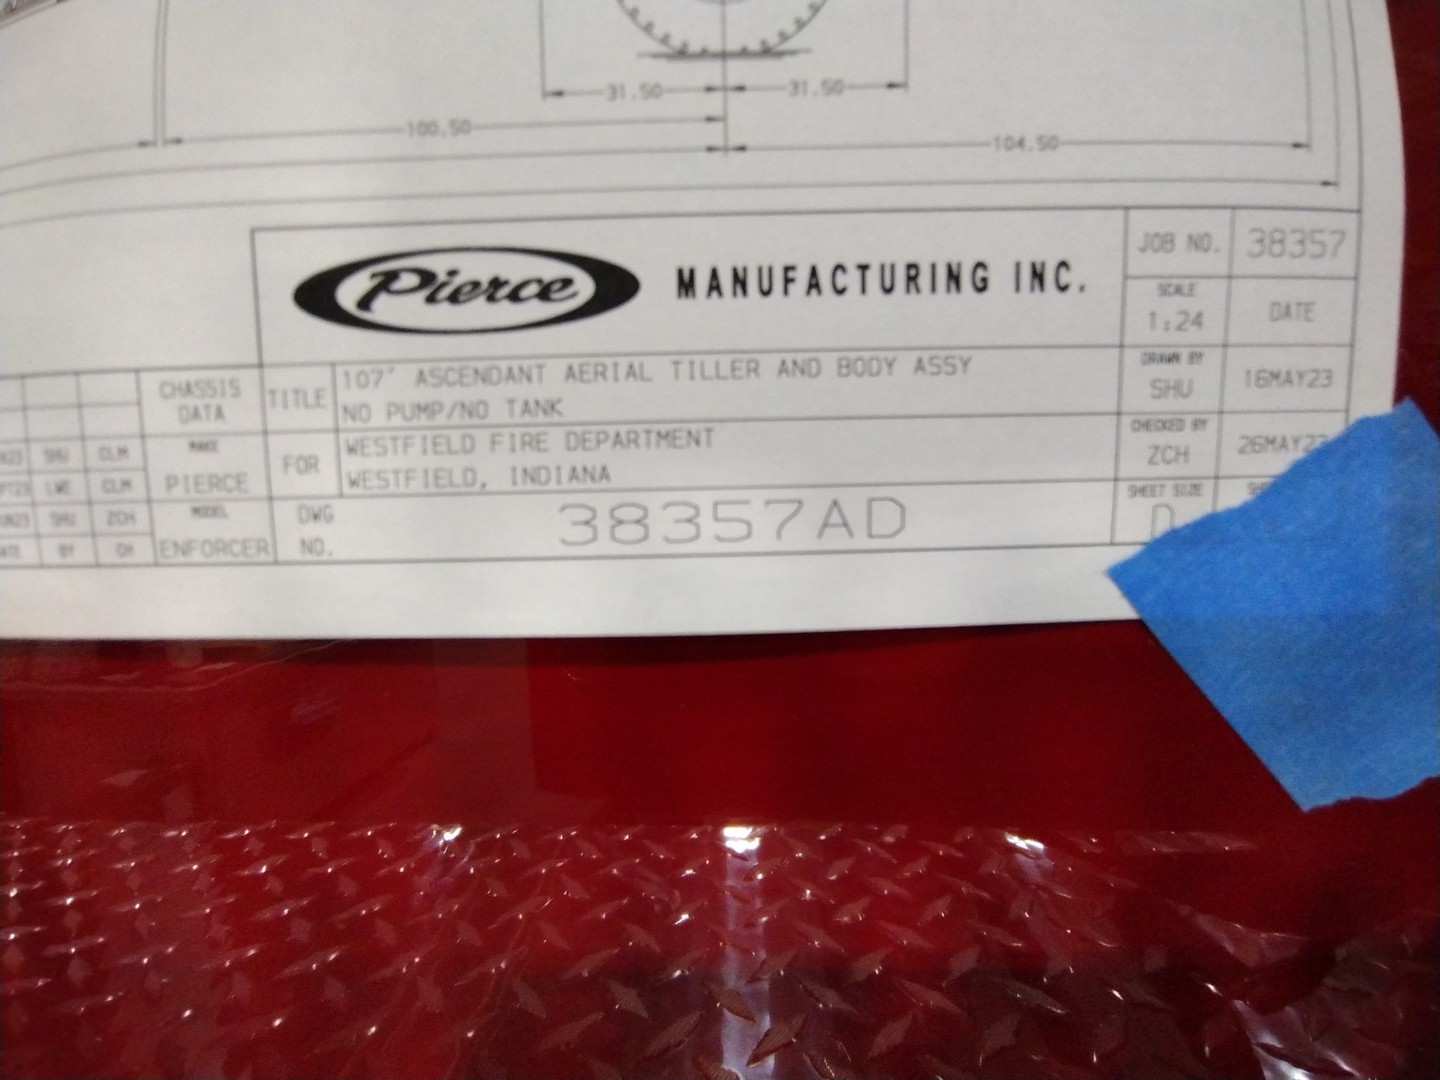 31.50
31.50
100.50
104.50
Pierce MANUFACTURING INC.
JOB NO. 38357
SCALE
1:24
DATE
CHASSIS
DATA
TITLE
107' ASCENDANT AERIAL TILLER AND BODY ASSY
NO PUMP/NO TANK
DRAWN BY
SHU
16MAY23
MAKE
PIERCE
FOR
WESTFIELD FIRE DEPARTMENT
WESTFIELD, INDIANA
CHECKED BY
ZCH
26MAY23
SHU CLM
LWE CLM
SHU ZCH
BY CH
MODEL
ENFORCER
DWG
NO.
38357AD
SHEET SIZE
D